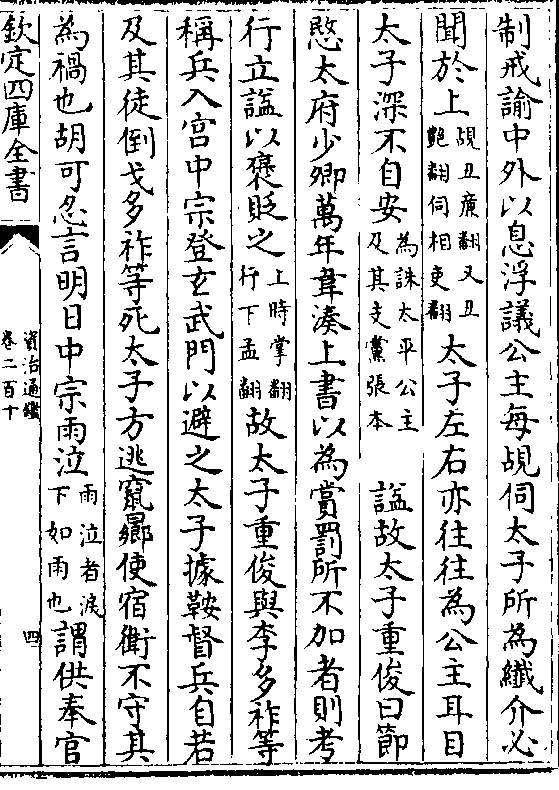 制戒諭中外以息浮議公主每覘伺太子所為纎介必
聞於上覘丑廉翻又丑艶翻伺相吏翻太子左右亦往往為公主耳目
太子深不自安為誅太平公主及其支黨張本 諡故太子重俊曰節
愍太府少卿萬年韋湊上書以為賞罰所不加者則考
行立諡以襃貶之上時掌翻行下孟翻故太子重俊與李多祚等
稱兵入宫中宗登玄武門以避之太子據鞍督兵自若
及其徒倒戈多祚等死太子方逃竄曏使宿衛不守其
為禍也胡可忍言明日中宗雨泣雨泣者淚下如雨也謂供奉官
欽定四庫全書
資治通鑑
卷二百十
四